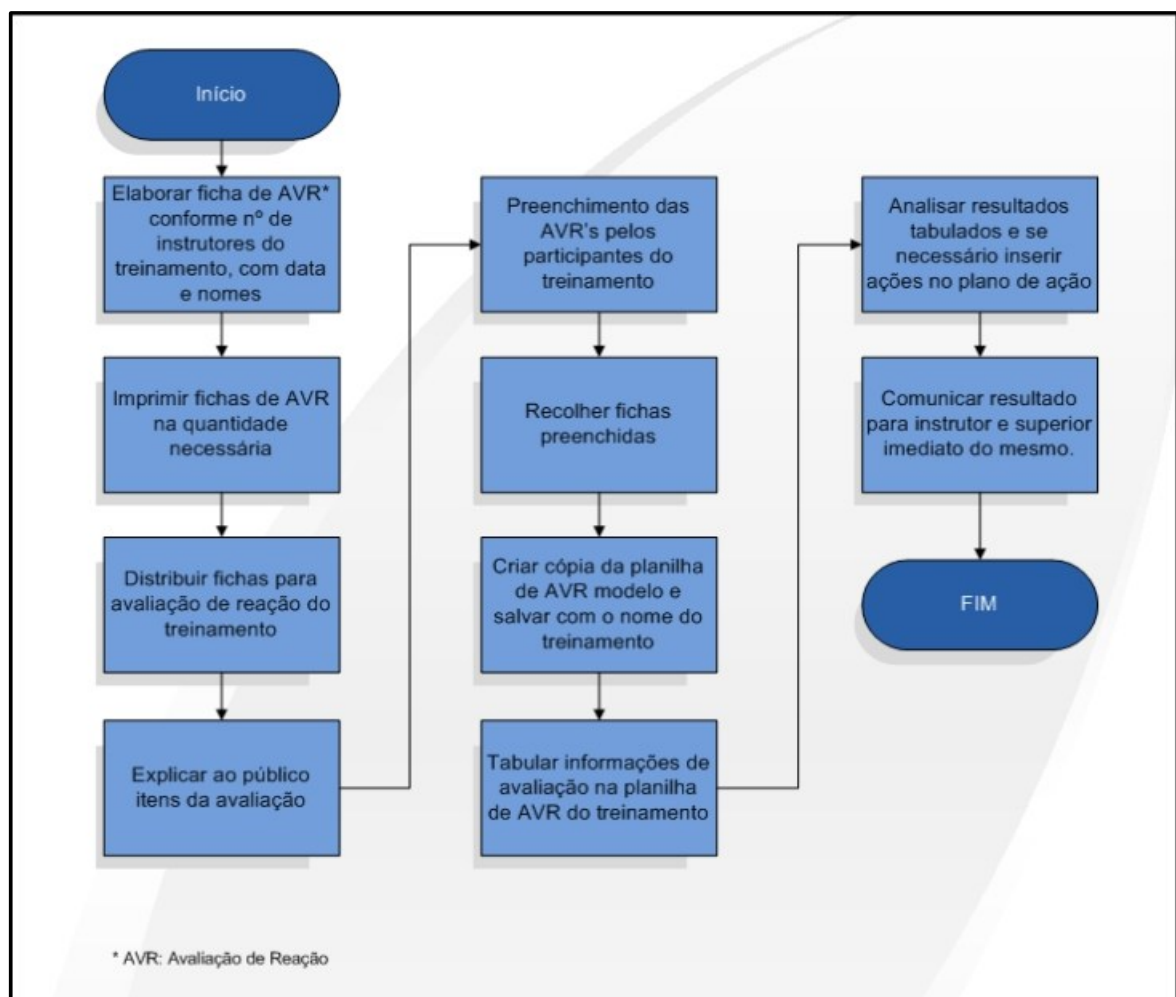 Início
Elaborar ficha de AVR*
conforme nº de
instrutores do
treinamento, com data
e nomes
Imprimir fichas de AVR
na quantidade
necessária
Distribuir fichas para
avaliação de reação do
treinamento
Explicar ao público
itens da avaliação
Preenchimento das
AVR's pelos
participantes do
treinamento
Recolher fichas
preenchidas
Criar cópia da planilha
de AVR modelo e
salvar com o nome do
treinamento
Tabular informações de
avaliação na planilha
de AVR do treinamento
Analisar resultados
tabulados e se
necessário inserir
ações no plano de ação
Comunicar resultado
para instrutor e superior
imediato do mesmo.
FIM
* AVR: Avaliação de Reação